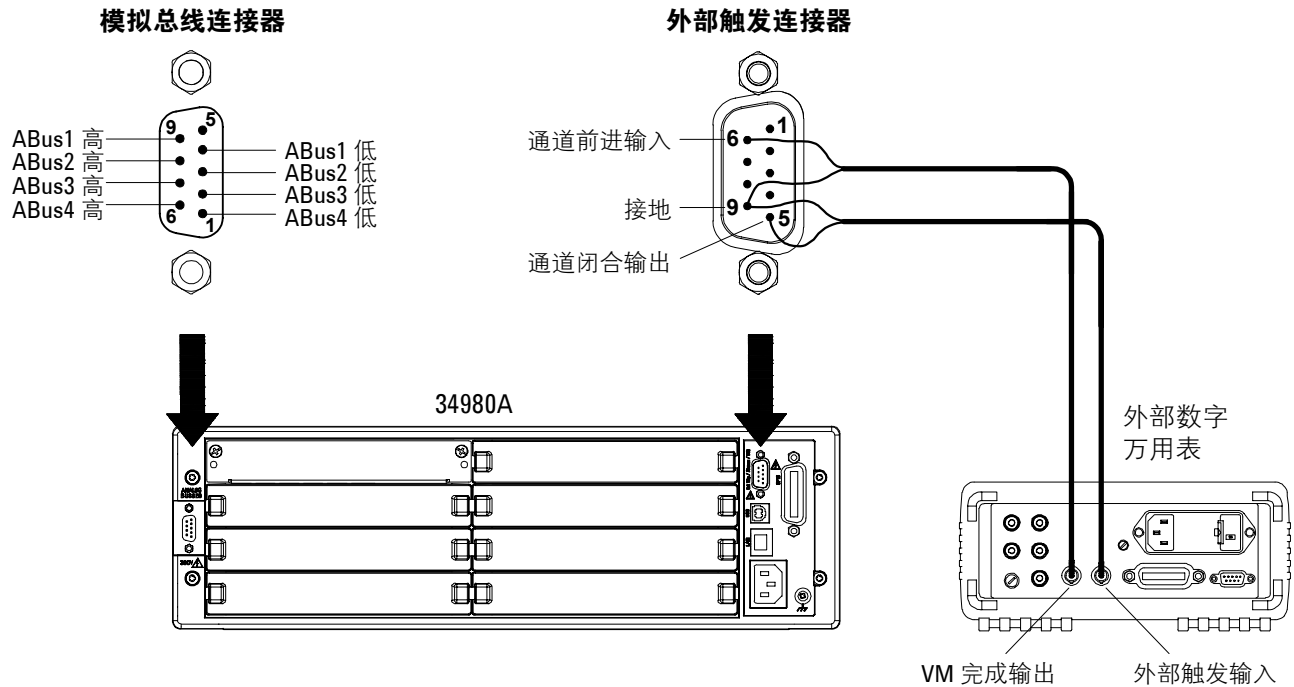 模拟总线连接器
外部触发连接器
9
5
6
1
ABus1 高
ABus2 高
ABus3 高
ABus4 高
ABus1 低
ABus2 低
ABus3 低
ABus4 低
通道前进输入
6
1
接地
9
5
通道闭合输出
34980A
外部数字
万用表
VM 完成输出
外部触发输入